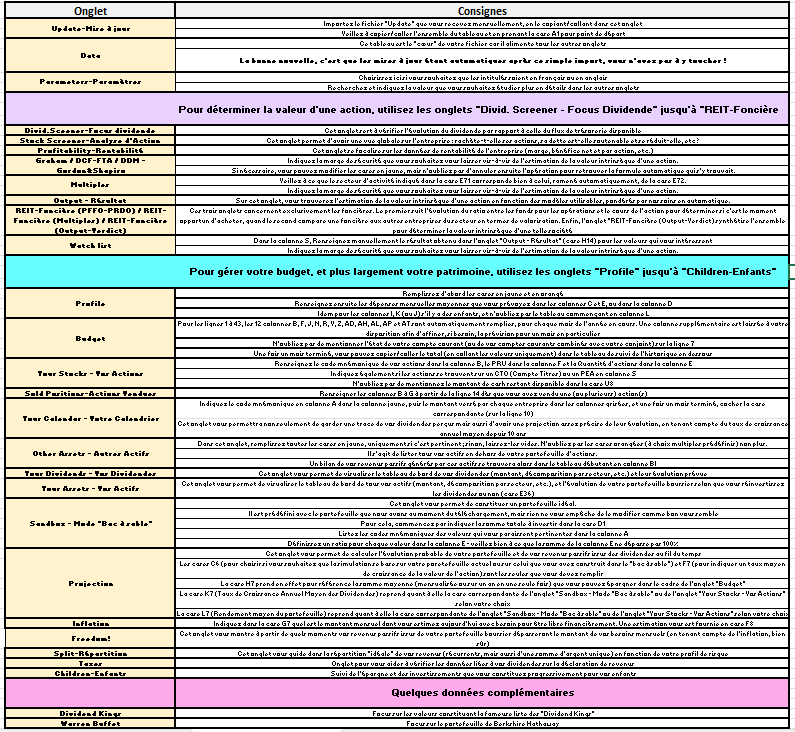 Onglet
Consignes
Update-Mise à jour
Importez le fichier "Update" que vous recevez mensuellement, en le copiant/collant dans cet onglet
Veillez à copier/coller l'ensemble du tableau et en prenant la case A1 pour point de départ
Data
Ce tableau est le "cœur" de votre fichier car il alimente tous les autres onglets
La bonne nouvelle, c'est que les mises à jour étant automatiques après ce simple import, vous n'avez pas à y toucher !
Parameters-Paramètres
Choisissez ici si vous souhaitez que les intitulés soient en français ou en anglais
Recherchez et indiquez la valeur que vous souhaitez étudier plus en détail dans les autres onglets
Pour déterminer la valeur d'une action, utilisez les onglets "Divid. Screener - Focus Dividende" jusqu'à "REIT-Foncière
Divid.Sceener-Focus dividende
Cet onglet sert à vérifier l'évolution du dividende par rapport à celle du flux de trésorerie disponible
Stock Screener-Analyse d'Action
Cet onglet permet d'avoir une vue globale sur l'entreprise : rachète-t-elle ses actions, sa dette est-elle soutenable et se réduit-elle, etc ?
Profitability-Rentabilité
Cet onglet se focalise sur les données de rentabilité de l'entreprise (marge, bénéfice net et par action, etc.)
Graham / DCF-FTA / DDM -
Gordon&Shapiro
Indiquez la marge de sécurité que vous souhaitez vous laisser vis-à-vis de l'estimation de la valeur intrinsèque d'une action.
Si nécessaire, vous pouvez modifier les cases en jaune, mais n'oubliez pas d'annuler ensuite l'opération pour retrouver la formule automatique qui s'y trouvait.
Multiples
Veillez à ce que le secteur d'activité indiqué dans la case E71 corresponde bien à celui, ramené automatiquement, de la case E72.
Indiquez la marge de sécurité que vous souhaitez vous laisser vis-à-vis de l'estimation de la valeur intrinsèque d'une action.
Output - Résultat
Sur cet onglet, vous trouverez l'estimation de la valeur intrinsèque d'une action en fonction des modèles utilisables, pondérés par nos soins en automatique.
REIT-Foncière (PFFO-PRDO) / REIT-
Foncière (Multiples) / REIT-Foncière
(Output-Verdict)
Ces trois onglets concernent exclusivement les foncières. Le premier suit l'évolution du ratio entre les fonds pour les opérations et le cours de l'action pour déterminer si c'est le moment
opportun d'acheter, quand le second compare une foncière aux autres entreprises du secteur en termes de valorisation. Enfin, l'onglet "REIT-Foncière (Output-Verdict) synthétise l'ensemble
pour déterminer la valeur intrinsèque d'une telle société
Watch list
Dans la colonne S, Renseignez manuellement le résultat obtenu dans l'onglet "Output - Résultat" (case H14) pour les valeurs qui vous intéressent
Indiquez la marge de sécurité que vous souhaitez vous laisser vis-à-vis de l'estimation de la valeur intrinsèque d'une action.
Pour gérer votre budget, et plus largement votre patrimoine, utilisez les onglets "Profile" jusqu'à "Children-Enfants"
Profile
Remplissez d'abord les cases en jaune et orangé
Renseignez ensuite les dépenses mensuelles moyennes que vous prévoyez dans les colonnes C et E, ou dans la colonne D
Idem pour les colonnes I, K (ou J) s'il y a des enfants, et n'oubliez pas le tableau commençant en colonne L
Budget
Pour les lignes 1 à 43, les 12 colonnes B, F, J, N, R, V, Z, AD, AH, AL, AP et AT sont automatiquement remplies, pour chaque mois de l'année en cours. Une colonne supplémentaire est laissée à votre
disposition afin d'affiner, si besoin, la prévision pour un mois en particulier
N'oubliez pas de mentionner l'état de votre compte courant (ou de vos comptes courants combinés avec votre conjoint) sur la ligne 7
Une fois un mois terminé, vous pouvez copier/coller le total (en collant les valeurs uniquement) dans le tableau de suivi de l'historique en dessous
Your Stocks - Vos Actions
Renseignez le code mnémonique de vos actions dans la colonne B, le PRU dans la colonne F et la Quantité d'actions dans la colonne E
Indiquez également si les actions se trouvent sur un CTO (Compte Titres) ou un PEA en colonne S
N'oubliez pas de mentionner le montant de cash restant disponible dans la case U8
Sold Positions-Actions Vendues
Renseigner les colonnes B à G à partir de la ligne 14 dès que vous avez vendu une (ou plusieurs) action(s)
Your Calendar - Votre Calendrier
Indiquez le code mnémonique en colonne A dans la colonne jaune, puis le montant versé par chaque entreprise dans les colonnes grisées, et une fois un mois terminé, cochez la case
correspondante (sur la ligne 10)
Cet onglet vous permettra non seulement de garder une trace de vos dividendes perçus mais aussi d'avoir une projection assez précise de leur évolution, en tenant compte du taux de croissance
annuel moyen depuis 10 ans
Other Assets - Autres Actifs
Dans cet onglet, remplissez toutes les cases en jaune, uniquement si c'est pertinent ; sinon, laissez-les vides. N'oubliez pas les cases orangées (à choix multiples prédéfinis) non plus.
Il s'agit de lister tous vos actifs en dehors de votre portefeuille d'actions.
Un bilan de vos revenus passifs générés par ces actifs se trouvera alors dans le tableau débutant en colonne BI
Your Dividends - Vos Dividendes
Cet onglet vous permet de visualiser le tableau de bord de vos dividendes (montant, décomposition par secteur, etc.) et leur évolution prévue
Your Assets - Vos Actifs
Cet onglet vous permet de visualiser le tableau de bord de tous vos actifs (montant, décomposition par secteur, etc.), et l'évolution de votre portefeuille boursier selon que vous réinvestissez
les dividendes ou non (case E36)
Sandbox - Mode "Bac à sable"
Cet onglet vous permet de constituer un portefeuille idéal.
Il est prédéfini avec le portefeuille que nous avons au moment du téléchargement, mais rien ne vous empêche de le modifier comme bon vous semble
Pour cela, commencez par indiquer la somme totale à investir dans la case D1
Listez les codes mnémoniques des valeurs qui vous paraissent pertinentes dans la colonne A
Définissez un ratio pour chaque valeur dans la colonne E - veillez bien à ce que la somme de la colonne E ne dépasse pas 100%
Projection
Cet onglet vous permet de calculer l'évolution probable de votre portefeuille et de vos revenus passifs issus des dividendes au fil du temps
Les cases C6 (pour choisir si vous souhaitez que la simulation se base sur votre portefeuille actuel ou sur celui que vous avez construit dans le "bac à sable") et F7 (pour indiquer un taux moyen
de croissance de la valeur de l'action) sont les seules que vous devez remplir
La case H7 prend en effet pour référence la somme moyenne (mensualisée pour aboutir à un an en une seule fois) que vous pouvez épargner dans le cadre de l'onglet "Budget"
La case K7 (Taux de Croissance Annuel Moyen des Dividendes) reprend quant à elle la case correspondante de l'onglet "Sandbox - Mode "Bac à sable" ou de l'onglet "Your Stocks - Vos Actions"
selon votre choix
La case L7 (Rendement moyen du portefeuille) reprend quant à elle la case correspondante de l'onglet "Sandbox - Mode "Bac à sable" ou de l'onglet "Your Stocks - Vos Actions" selon votre choix
Inflation
Indiquez dans la case G7 quel est le montant mensuel dont vous estimez aujourd'hui avoir besoin pour être libre financièrement. Une estimation vous est fournie en case F8
Freedom!
Cet onglet vous montre à partir de quels moments vos revenus passifs issus de votre portefeuille boursier dépasseront le montant de vos besoins mensuels (en tenant compte de l'inflation, bien
sûr)
Split-Répartition
Cet onglet vous guide dans la répartition "idéale" de vos revenus (récurrents, mais aussi d'une somme d'argent unique) en fonction de votre profil de risque
Taxes
Onglet pour vous aider à vérifier les données liées à vos dividendes sur la déclaration de revenus
Children-Enfants
Suivi de l'épargne et des investissements que vous constituez progressivement pour vos enfants
Quelques données complémentaires
Dividend Kings
Focus sur les valeurs constituant la fameuse liste des "Dividend Kings"
Warren Buffet
Focus sur le portefeuille de Berkshire Hathaway